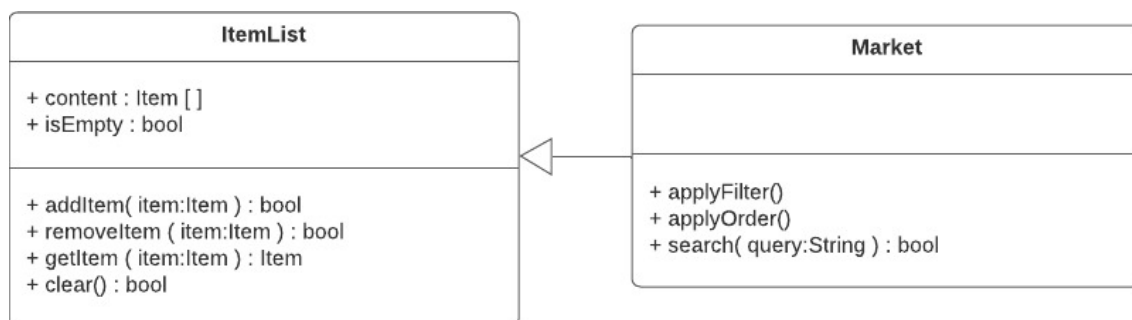 ItemList
+ content : Item [ ]
+ isEmpty : bool
+ addItem( item:Item ) : bool
+ removeItem ( item:Item ) : bool
+ getItem ( item:Item ) : Item
+ clear() : bool
Market
+ applyFilter()
+ applyOrder()
+ search( query:String ) : bool